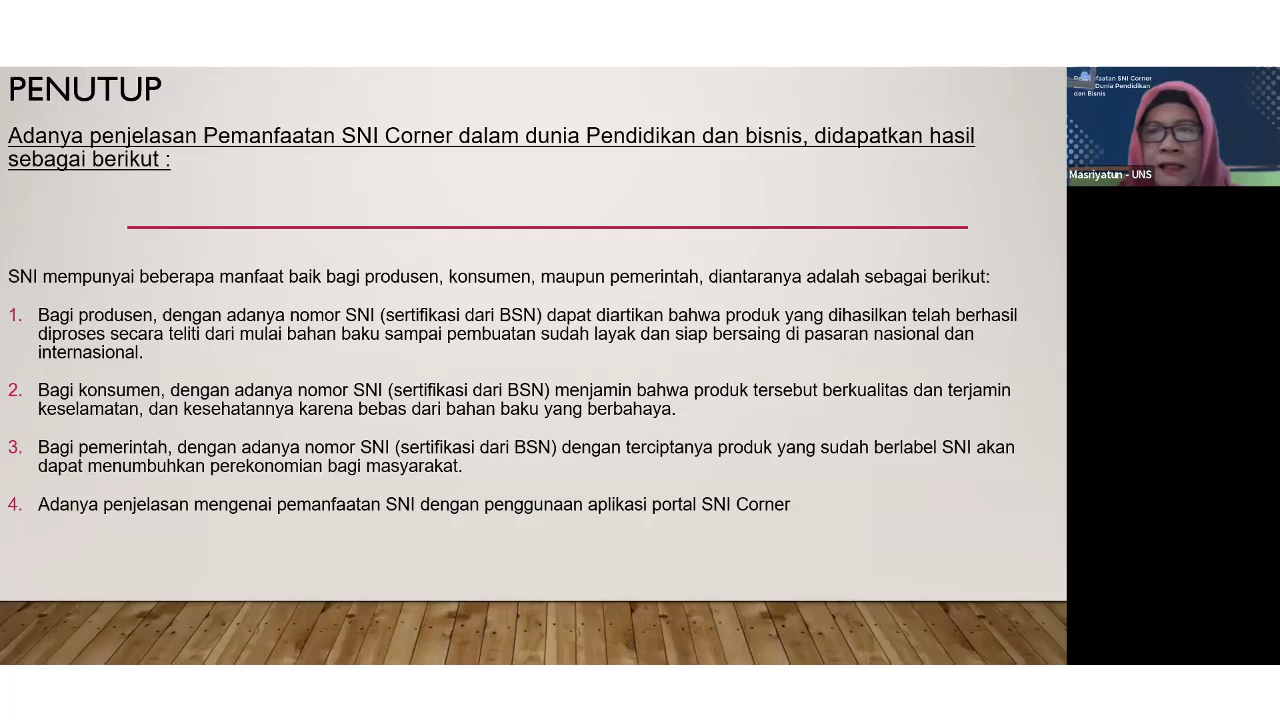 PENUTUP
Adanya penjelasan Pemanfaatan SNI Corner dalam dunia Pendidikan dan bisnis, didapatkan hasil
sebagai berikut :
SNI mempunyai beberapa manfaat baik bagi produsen, konsumen, maupun pemerintah, diantaranya adalah sebagai berikut:
1. Bagi produsen, dengan adanya nomor SNI (sertifikasi dari BSN) dapat diartikan bahwa produk yang dihasilkan telah berhasil
diproses secara teliti dari mulai bahan baku sampai pembuatan sudah layak dan siap bersaing di pasaran nasional dan
internasional.
2. Bagi konsumen, dengan adanya nomor SNI (sertifikasi dari BSN) menjamin bahwa produk tersebut berkualitas dan terjamin
keselamatan, dan kesehatannya karena bebas dari bahan baku yang berbahaya.
3. Bagi pemerintah, dengan adanya nomor SNI (sertifikasi dari BSN) dengan terciptanya produk yang sudah berlabel SNI akan
dapat menumbuhkan perekonomian bagi masyarakat.
4. Adanya penjelasan mengenai pemanfaatan SNI dengan penggunaan aplikasi portal SNI Corner
SNI Corner
Dunia Pendidikan
dan Bisnis
Masriyatun - UNS